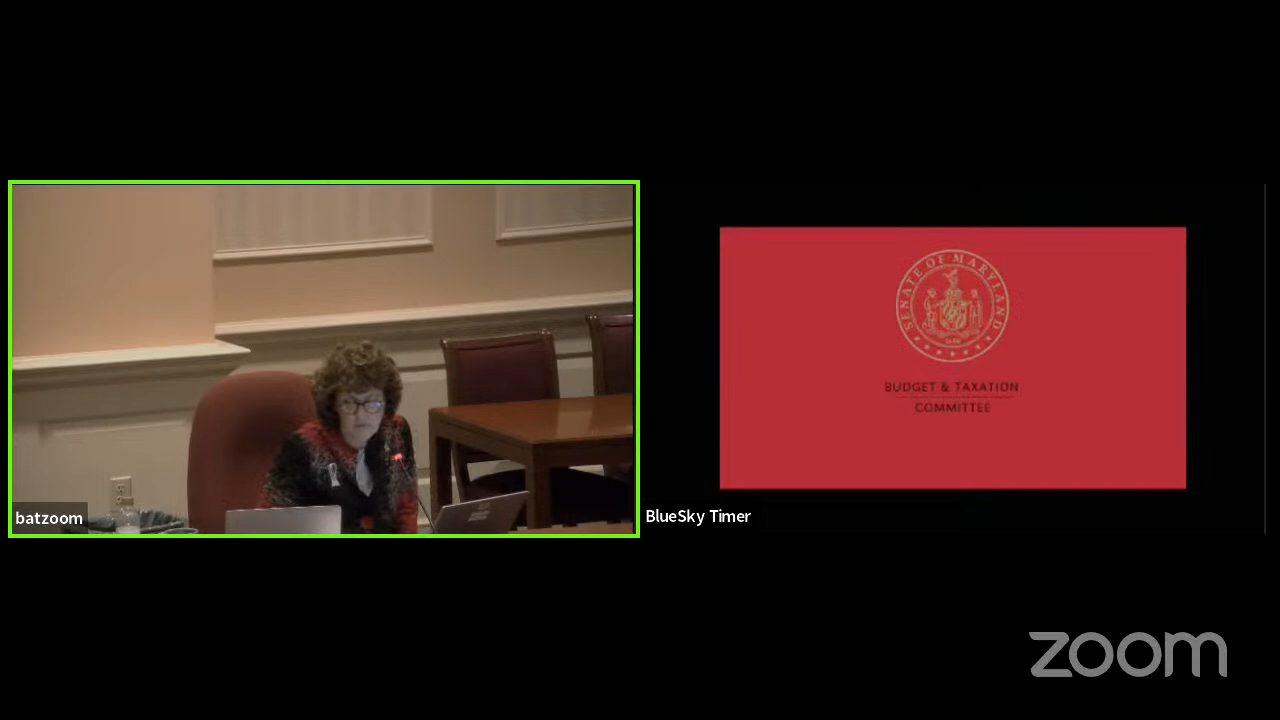 batzoom
SENATE OF MARYLAND
BUDGET & TAXATION
COMMITTEE
BlueSky Timer
zoom